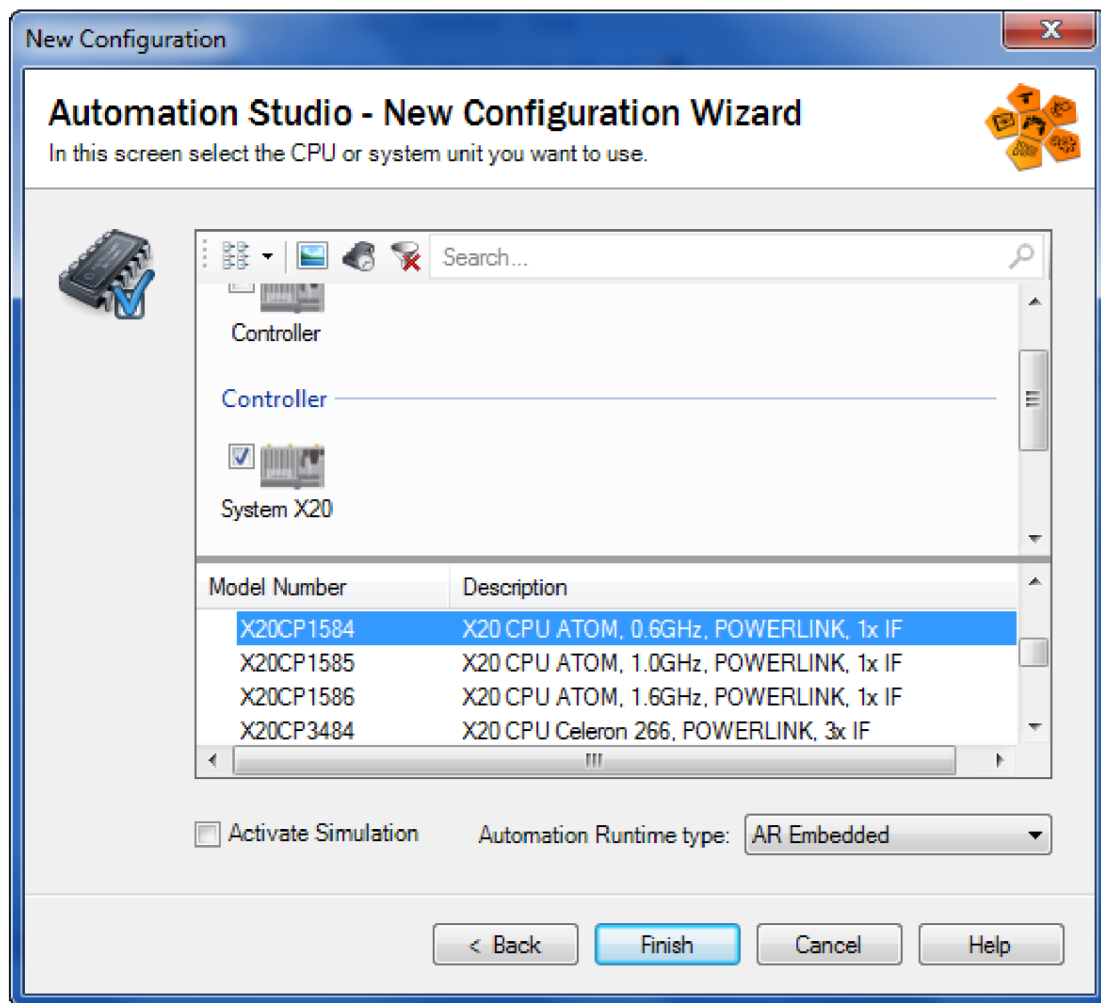 New Configuration
Automation Studio - New Configuration Wizard
In this screen select the CPU or system unit you want to use.
Search...
Controller
Controller
System X20
Model Number Description
X20CP1584 X20 CPU ATOM, 0.6GHz, POWERLINK, 1x IF
X20CP1585 X20 CPU ATOM, 1.0GHz, POWERLINK, 1x IF
X20CP1586 X20 CPU ATOM, 1.6GHz, POWERLINK, 1x IF
X20CP3484 X20 CPU Celeron 266, POWERLINK, 3x IF
Activate Simulation Automation Runtime type: AR Embedded
< Back Finish Cancel Help